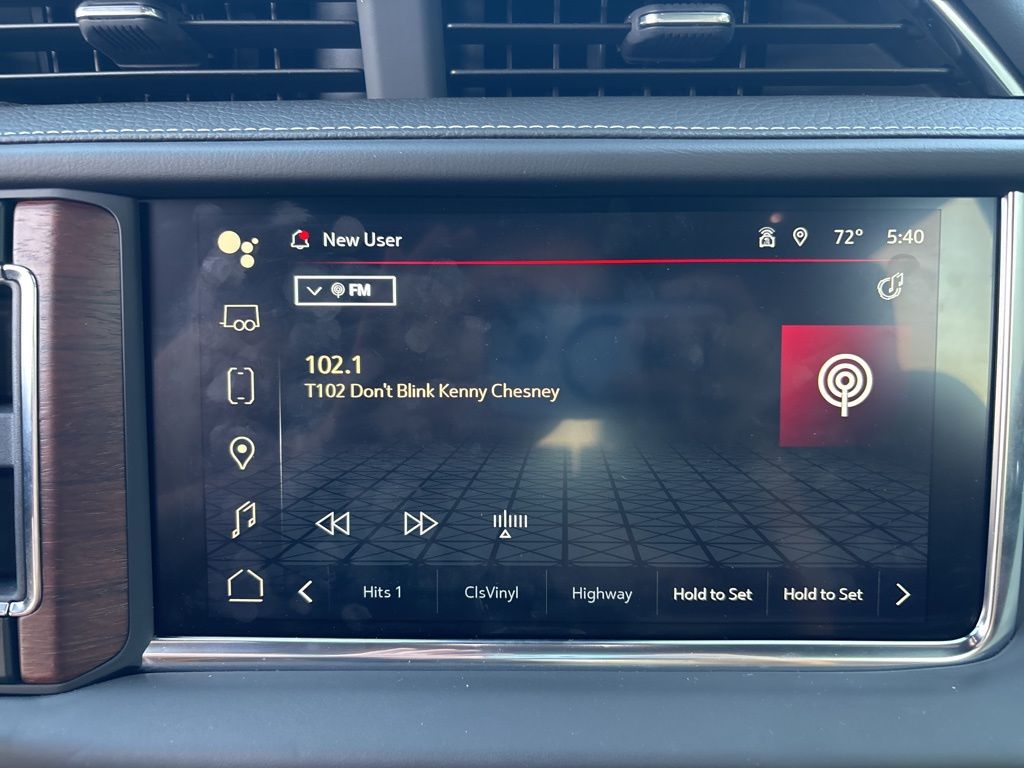 New User
72° 5:40
FM
102.1
T102 Don't Blink Kenny Chesney
Hits 1 ClsVinyl Highway Hold to Set Hold to Set